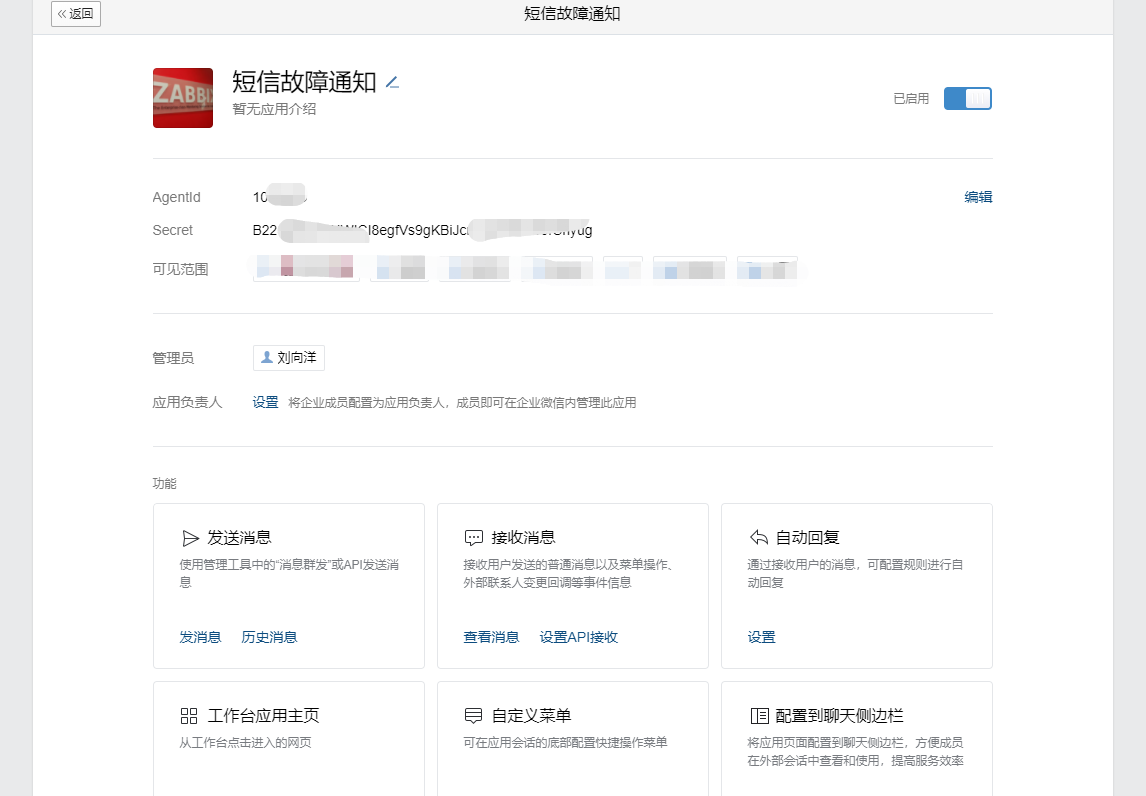 返回
短信故障通知
ZABBIX
短信故障通知
暂无应用介绍
已启用
AgentId 10
编辑
Secret B22 I8egfVs9gKBiJc yug
可见范围
管理员 刘向洋
应用负责人 设置 将企业成员配置为应用负责人，成员即可在企业微信内管理此应用
功能
发送消息
使用管理工具中的“消息群发”或API发送消
息
发消息 历史消息
接收消息
接收用户发送的普通消息以及菜单操作、
外部联系人变更回调等事件信息
查看消息 设置API接收
自动回复
通过接收用户的消息，可配置规则进行自
动回复
设置
工作台应用主页
从工作台点击进入的网页
自定义菜单
可在应用会话的底部配置快捷操作菜单
配置到聊天侧边栏
将应用页面配置到聊天侧边栏，方便成员
在外部会话中查看和使用，提高服务效率